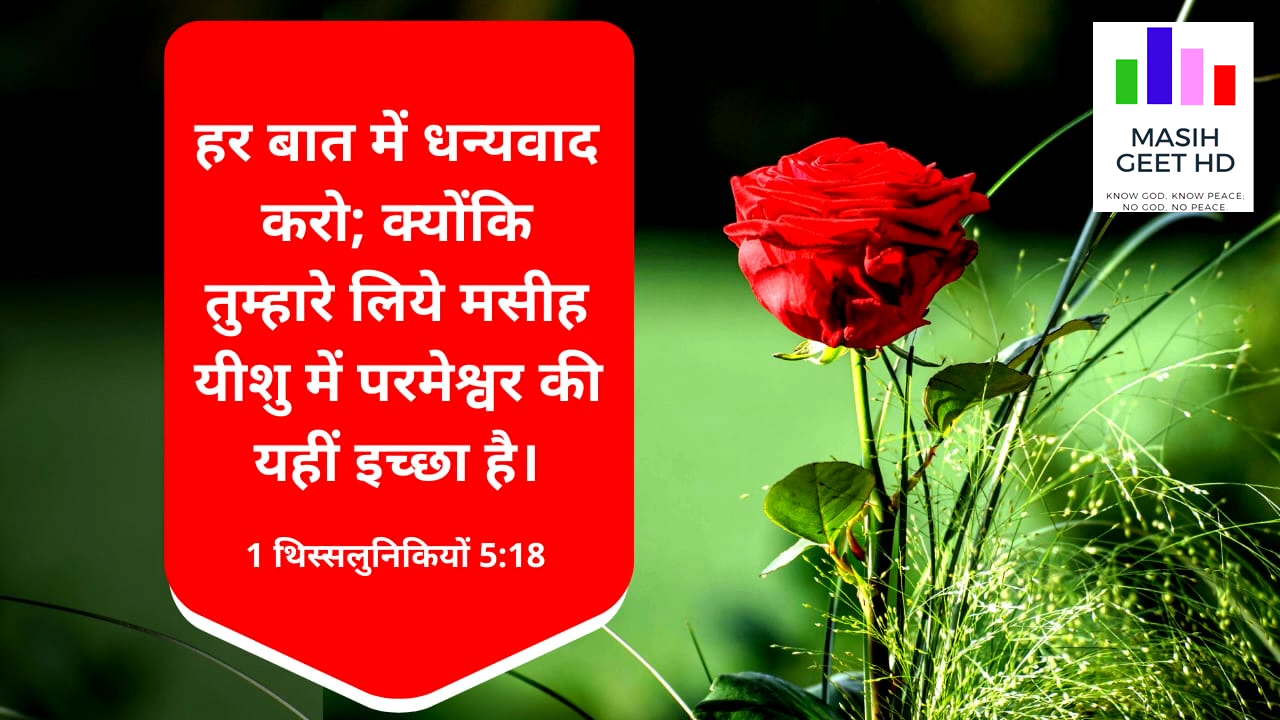 हर बात में धन्यवाद
करो; क्योंकि
तुम्हारे लिये मसीह
यीशु में परमेश्वर की
यहीं इच्छा है।
1 थिस्सलुनिकियों 5:18
MASIH
GEET HD
KNOW GOD, KNOW PEACE;
NO GOD, NO PEACE.